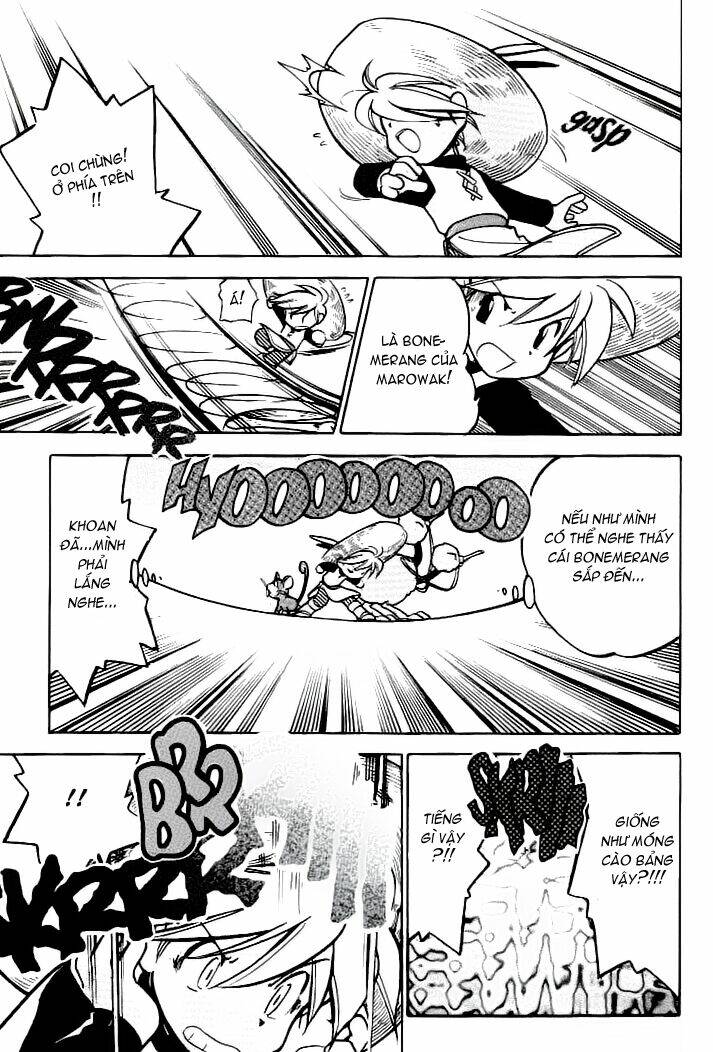 gasp
COI CHỪNG!
Ở PHÍA TRÊN
!!
LÀ BONE-
MERANG CỦA
MAROWAK!
Á!
NẾU NHƯ MÌNH
CÓ THỂ NGHE THẤY
CÁI BONEMERANG
SẮP ĐẾN...
HYOOOOOOOOO
KHOAN
ĐÃ...MÌNH
PHẢI
LẮNG
NGHE...
GIỐNG
NHƯ MÓNG
CÀO BẢNG
VẬY?!!!
TIẾNG
GÌ VẬY
?!!
!!
BRRR